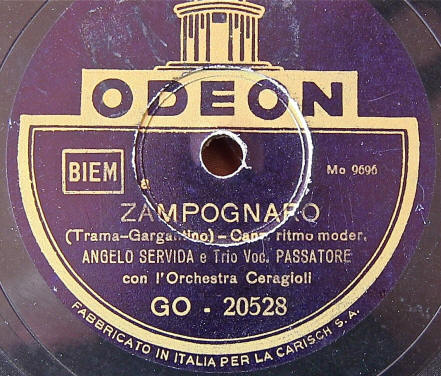 ODEON
BIEM
Mo 9696
ZAMPOGNARO
(Trama-Gargantino) - Canz. ritmo moder.
ANGELO SERVIDA e Trio Voc. PASSATORE
con l'Orchestra Ceragioli
GO - 20528
FABBRICATO IN ITALIA PER LA CARISCH S. A.